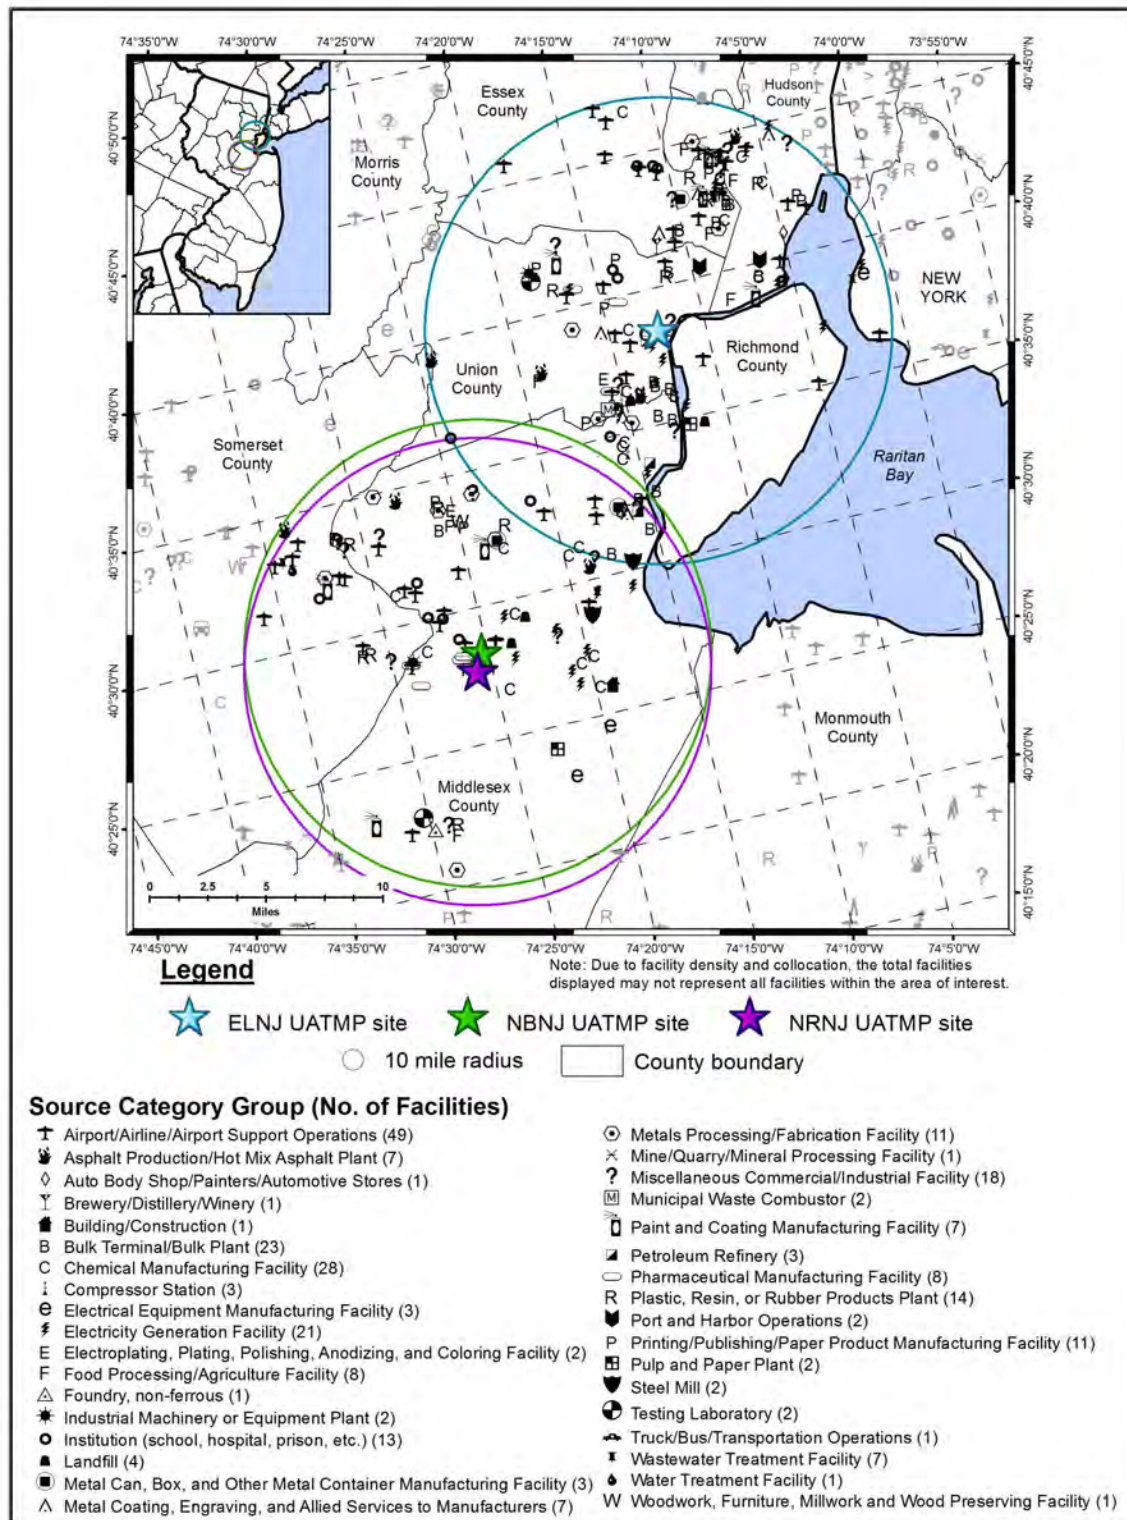 74°35'0"W 74°30'0"W 74°25'0"W 74°20'0"W 74°15'0"W 74°10'0"W 74°5'0"W 74°0'0"W 73°55'0"W
40°50'0"N
40°45'0"N
40°40'0"N
40°35'0"N
40°30'0"N
40°25'0"N
40°45'0"N
40°40'0"N
40°35'0"N
40°30'0"N
40°25'0"N
40°20'0"N
40°15'0"N
Essex
County
Hudson
County
Morris
County
NEW
YORK
Richmond
County
Union
County
Somerset
County
Raritan
Bay
Monmouth
County
Middlesex
County
0 2.5 5 10
Miles
74°45'0"W 74°40'0"W 74°35'0"W 74°30'0"W 74°25'0"W 74°20'0"W 74°15'0"W 74°10'0"W 74°5'0"W
Legend
Note: Due to facility density and collocation, the total facilities
displayed may not represent all facilities within the area of interest.
ELNJ UATMP site NBNJ UATMP site NRNJ UATMP site
10 mile radius County boundary
Source Category Group (No. of Facilities)
Airport/Airline/Airport Support Operations (49)
Asphalt Production/Hot Mix Asphalt Plant (7)
Auto Body Shop/Painters/Automotive Stores (1)
Brewery/Distillery/Winery (1)
Building/Construction (1)
B Bulk Terminal/Bulk Plant (23)
C Chemical Manufacturing Facility (28)
Compressor Station (3)
e Electrical Equipment Manufacturing Facility (3)
Electricity Generation Facility (21)
E Electroplating, Plating, Polishing, Anodizing, and Coloring Facility (2)
F Food Processing/Agriculture Facility (8)
Foundry, non-ferrous (1)
Industrial Machinery or Equipment Plant (2)
Institution (school, hospital, prison, etc.) (13)
Landfill (4)
Metal Can, Box, and Other Metal Container Manufacturing Facility (3)
Metal Coating, Engraving, and Allied Services to Manufacturers (7)
Metals Processing/Fabrication Facility (11)
Mine/Quarry/Mineral Processing Facility (1)
? Miscellaneous Commercial/Industrial Facility (18)
M Municipal Waste Combustor (2)
Paint and Coating Manufacturing Facility (7)
Petroleum Refinery (3)
Pharmaceutical Manufacturing Facility (8)
R Plastic, Resin, or Rubber Products Plant (14)
Port and Harbor Operations (2)
P Printing/Publishing/Paper Product Manufacturing Facility (11)
Pulp and Paper Plant (2)
Steel Mill (2)
Testing Laboratory (2)
Truck/Bus/Transportation Operations (1)
Wastewater Treatment Facility (7)
Water Treatment Facility (1)
W Woodwork, Furniture, Millwork and Wood Preserving Facility (1)